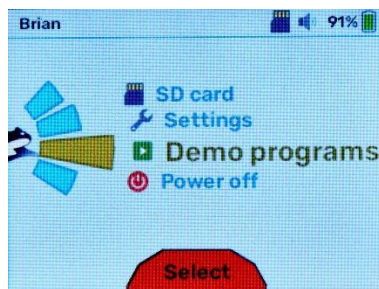 Brian 91%
SD card
Settings
Demo programs
Power off
Select